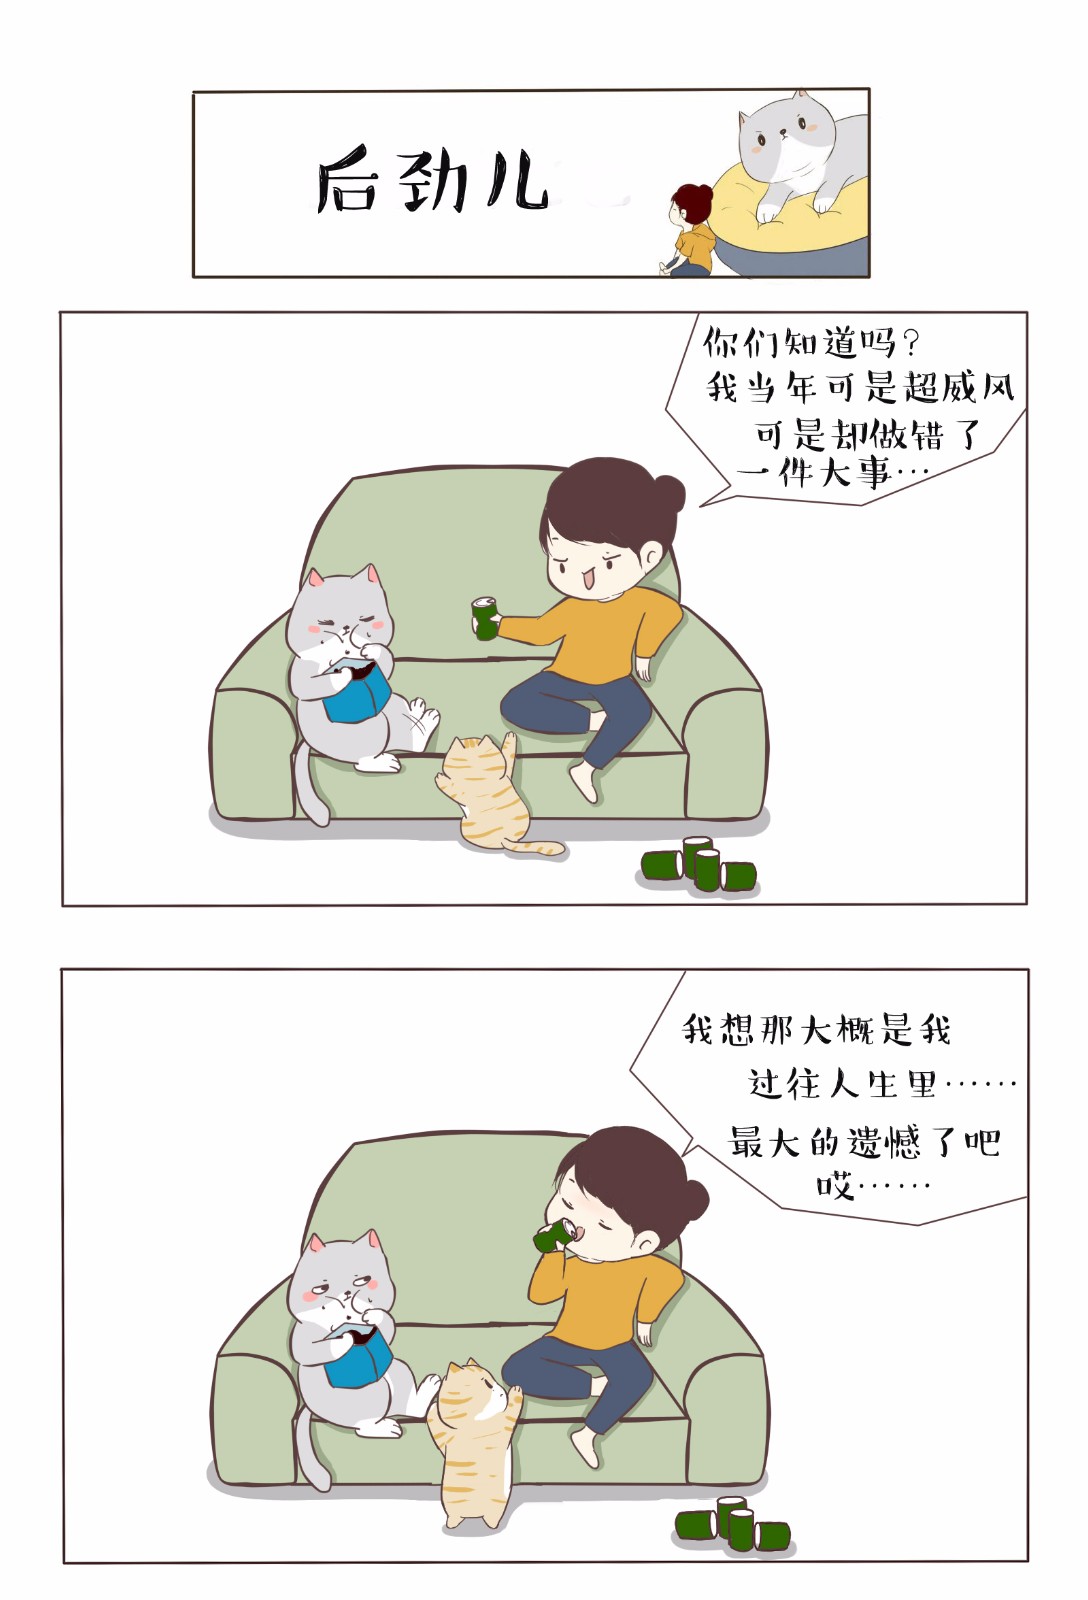 后劲儿
你们知道吗?
我当年可是超威风
可是却做错了
一件大事…
我想那大概是我
过往人生里……
最大的遗憾了吧
哎……